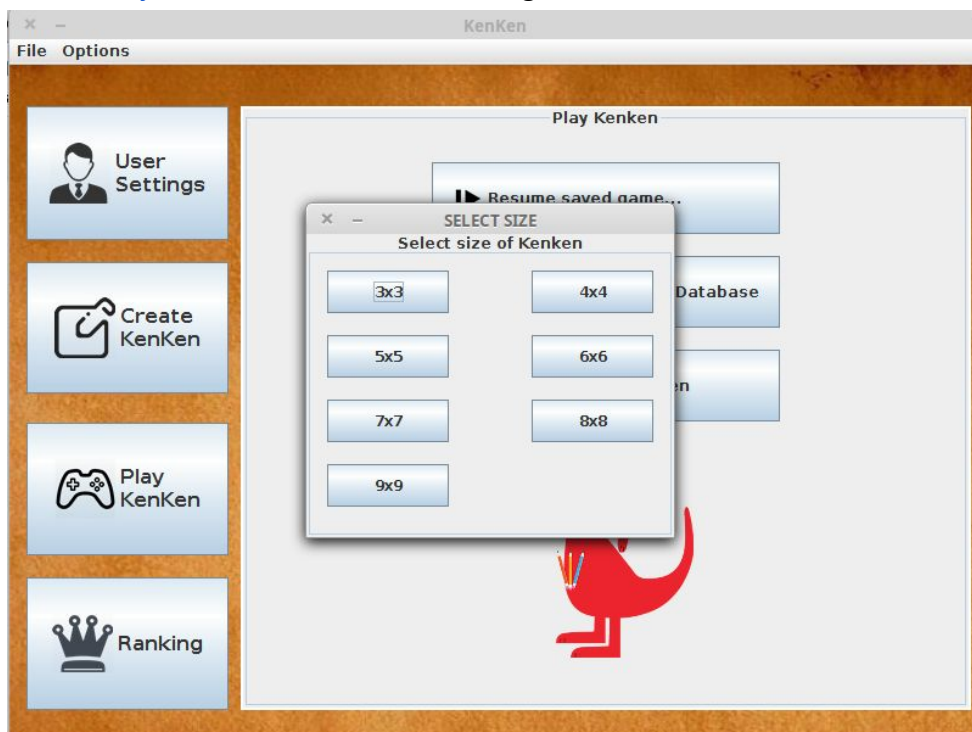 KenKen
File Options
Play Kenken
User
Settings
Resume saved game...
SELECT SIZE
Select size of Kenken
3x3
4x4
Database
5x5
6x6
Create
KenKen
7x7
8x8
9x9
Play
KenKen
Ranking